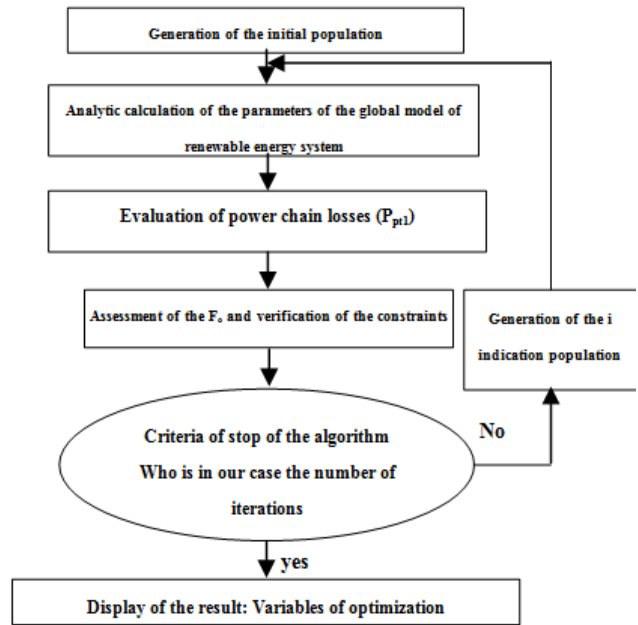 Generation of the initial population
Analytic calculation of the parameters of the global model of
renewable energy system
Evaluation of power chain losses (Ppt1)
Assessment of the Fo and verification of the constraints
Generation of the i
indication population
Criteria of stop of the algorithm
Who is in our case the number of
iterations
No
yes
Display of the result: Variables of optimization